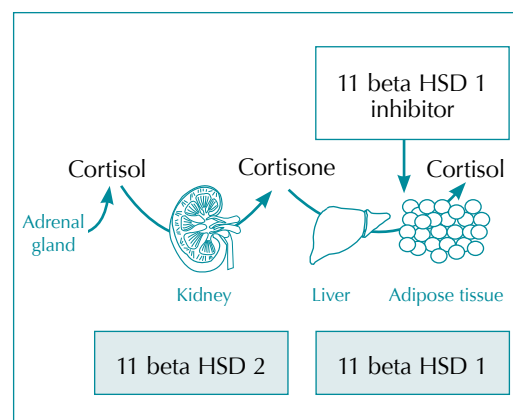 11 beta HSD 1
inhibitor
Cortisol
Cortisone
Cortisol
Adrenal
gland
Kidney
Liver
Adipose tissue
11 beta HSD 2
11 beta HSD 1